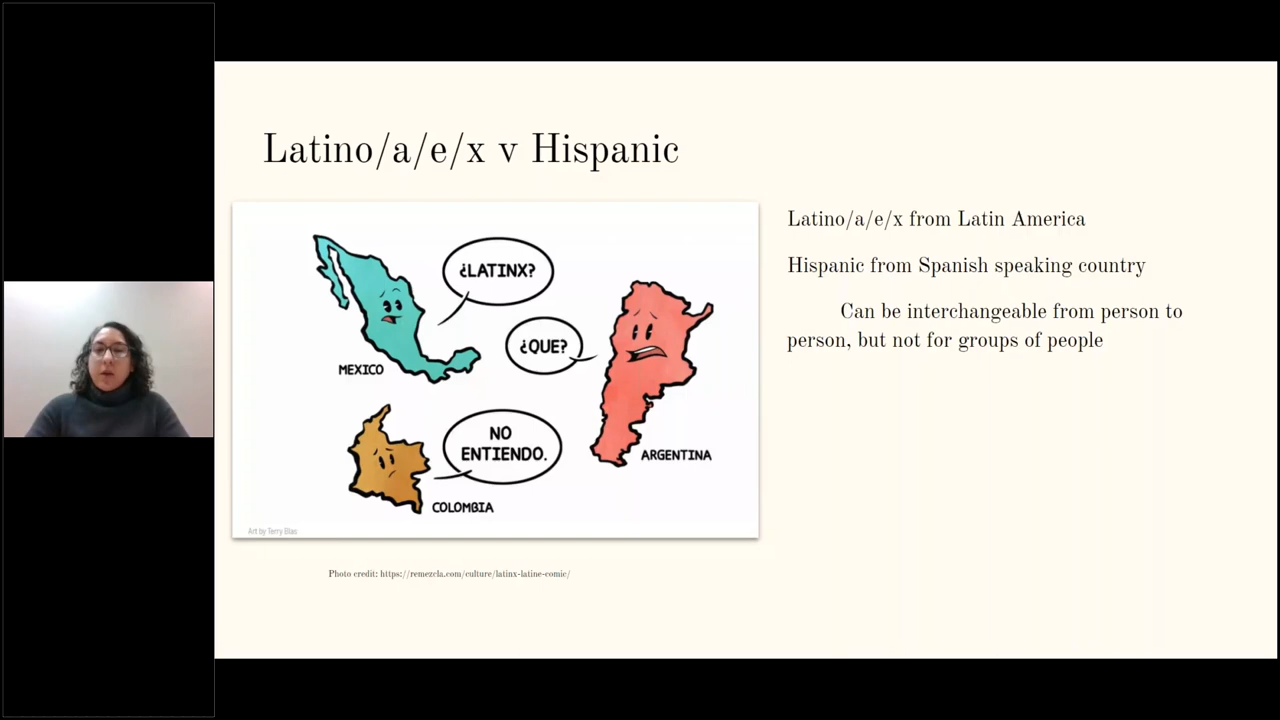 Latino/a/e/x v Hispanic
¿LATINX?
¿QUE?
MEXICO
NO
ENTIENDO.
ARGENTINA
COLOMBIA
Art by Terry Blas
Photo credit: https://remezcla.com/culture/latinx-latine-comic/
Latino/a/e/x from Latin America
Hispanic from Spanish speaking country
Can be interchangeable from person to
person, but not for groups of people